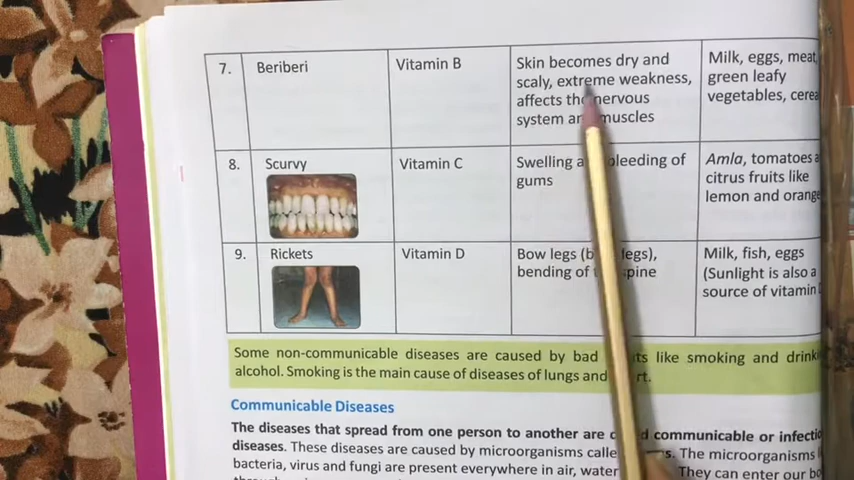 7. Beriberi Vitamin B Skin becomes dry and Milk, eggs, meat,
scaly, extreme weakness, green leafy
affects the nervous vegetables,
system muscles
8. Scurvy Vitamin C Swelling bleeding of Amla, tomatoes
gums citrus fruits like
lemon and orange
9. Rickets Vitamin D Bow legs legs), Milk, fish, eggs
bending of spine (Sunlight is also a
source of vitamin
Some non-communicable diseases are caused by bad like smoking and
alcohol. Smoking is the main cause of diseases of lungs and
Communicable Diseases
The diseases that spread from one person to another are communicable or
diseases. These diseases are caused by microorganisms The microorganisms
bacteria, virus and fungi are present everywhere in air, water They can enter our